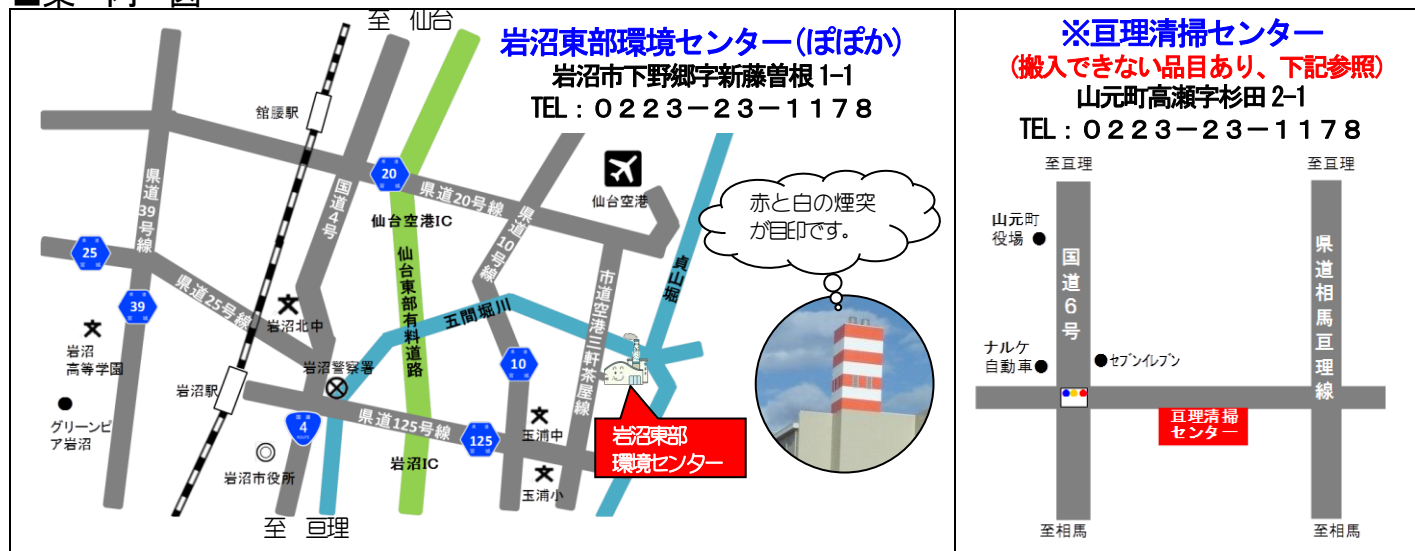 ■案 内 図
至 仙台
岩沼東部環境センター(ぽぽか)
岩沼市下野郷字新藤曽根1-1
TEL：０２２３－２３－１１７８
館腰駅
県道39号線
国道4号
20
県道20号線
仙台空港
仙台空港IC
県道10号線
25
県道25号線
39
仙台東部有料道路
市道空港三軒茶屋線
貞山堀
五間堀川
赤と白の煙突
が目印です。
岩沼北中
岩沼
高等学園
岩沼警察署
岩沼駅
10
グリーンピ
ア岩沼
4
県道125号線
125
玉浦中
岩沼東部
環境センター
岩沼IC
岩沼市役所
玉浦小
至 亘理
※亘理清掃センター
(搬入できない品目あり、下記参照)
山元町高瀬字杉田2-1
TEL：０２２３－２３－１１７８
至亘理
至亘理
山元町
役場
国道6号
県道相馬亘理線
ナルケ
自動車
セブンイレブン
亘理清掃
センター
至相馬
至相馬